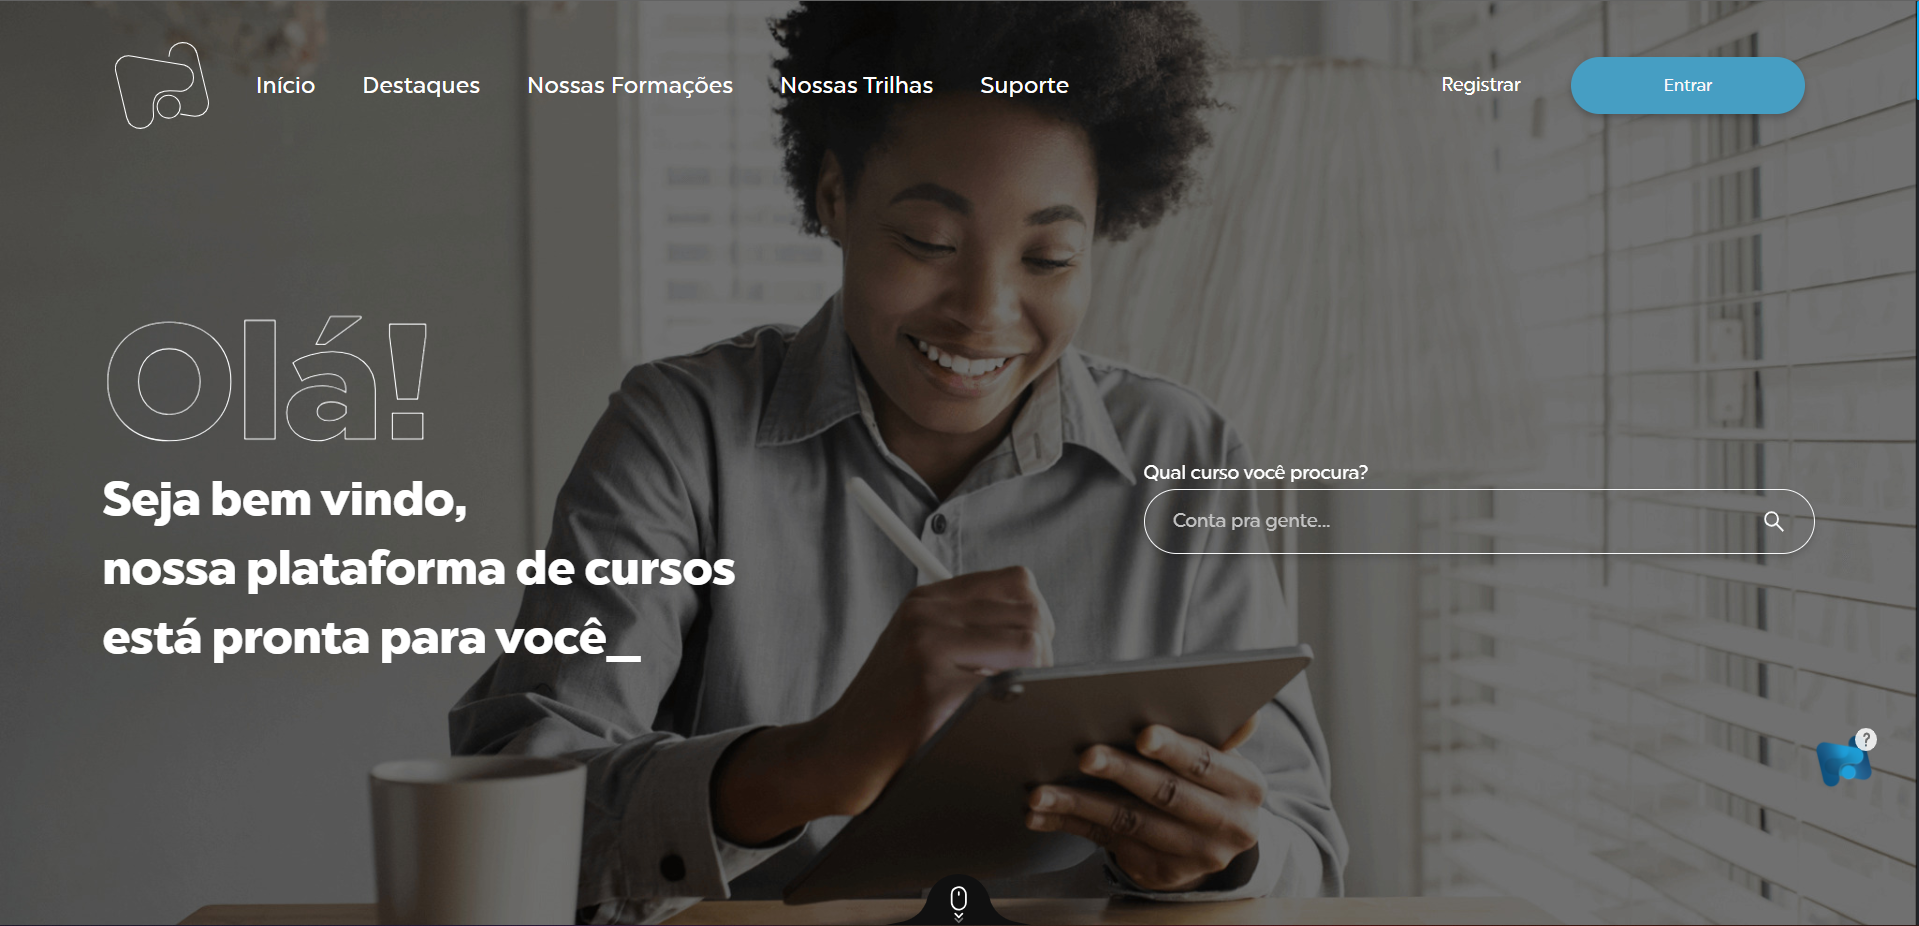 Início
Destaques
Nossas Formações
Nossas Trilhas
Suporte
Registrar
Entrar
Olá!
Seja bem vindo,
nossa plataforma de cursos
está pronta para você_
Qual curso você procura?
Conta pra gente...
?